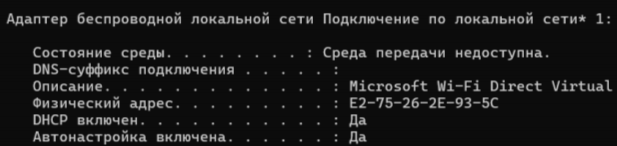 Адаптер беспроводной локальной сети Подключение по локальной сети* 1:
Состояние среды. . . . . . . . : Среда передачи недоступна.
DNS-суффикс подключения . . . . . :
Описание. . . . . . . . . . . . . : Microsoft Wi-Fi Direct Virtual
Физический адрес. . . . . . . . . : E2-75-26-2E-93-5C
DHCP включен. . . . . . . . . . . : Да
Автонастройка включена. . . . . . : Да